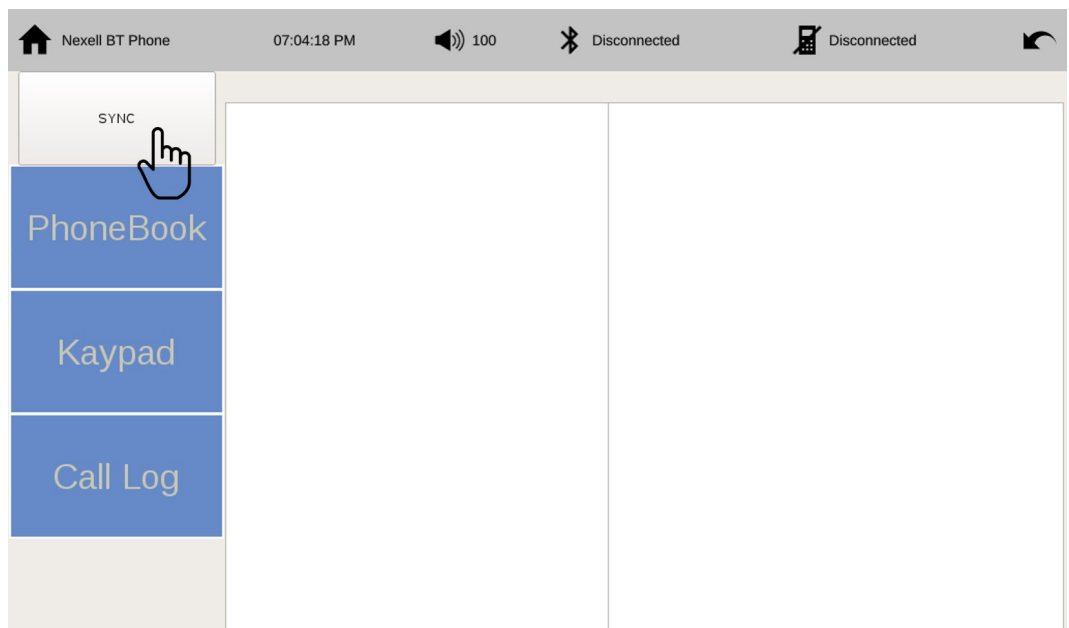 Nexell BT Phone 07:04:18 PM 100 Disconnected Disconnected
SYNC
PhoneBook
Kaypad
Call Log